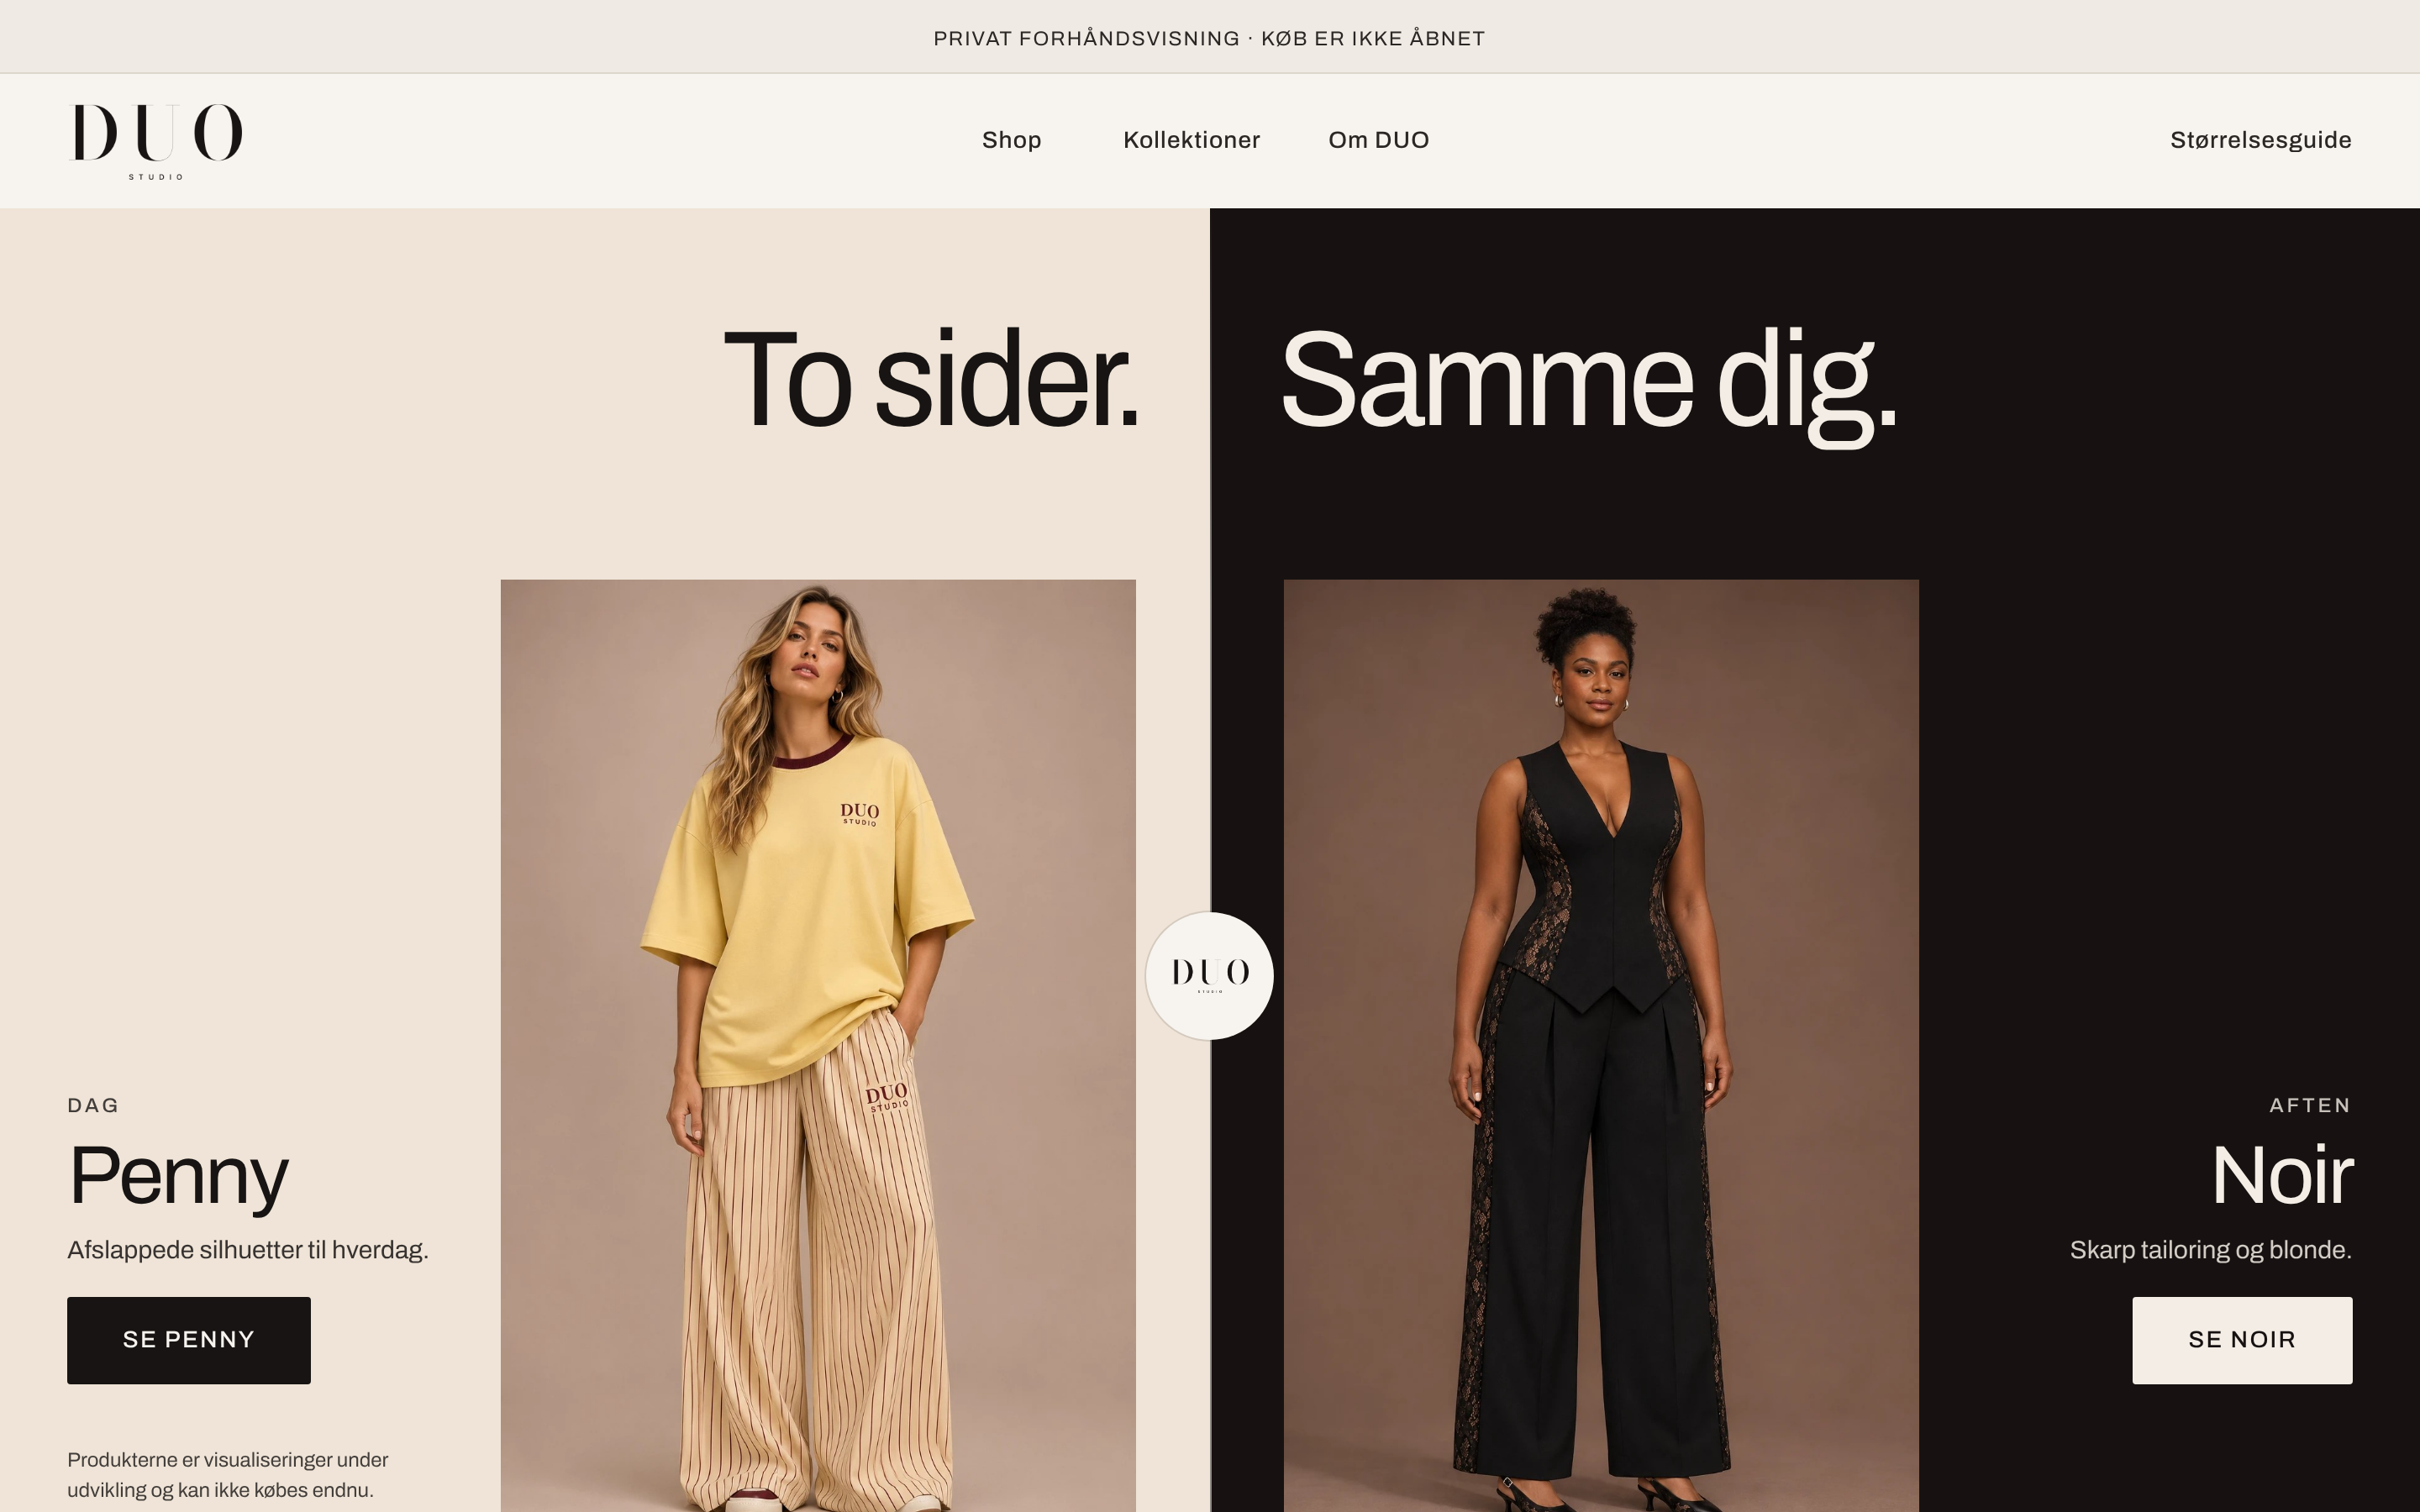 PRIVAT FORHÅNDSVISNING · KØB ER IKKE ÅBNET
DUO
STUDIO
Shop
Kollektioner
Om DUO
Størrelsesguide
To sider.
Samme dig.
DUO
STUDIO
DUO
STUDIO
DUO
STUDIO
DAG
Penny
Afslappede silhuetter til hverdag.
SE PENNY
Produkterne er visualiseringer under
udvikling og kan ikke købes endnu.
AFTEN
Noir
Skarp tailoring og blonde.
SE NOIR